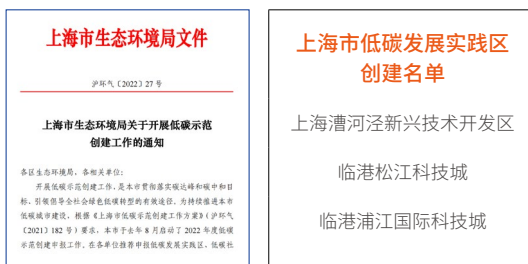 上海市生态环境局文件
沪环气〔2022〕27号
上海市生态环境局关于开展低碳示范
创建工作的通知
各区生态环境局，各相关单位：
开展低碳示范创建工作，是本市贯彻落实碳达峰和碳中和目
标，引领倡导全社会绿色低碳转型的有效途径。为持续推进本市
低碳城市建设，根据《上海市低碳示范创建工作方案》（沪环气
〔2021〕182号）要求，本市于去年8月启动了2022年度低碳
示范创建申报工作。在各单位推荐申报低碳发展实践区、低碳社
上海市低碳发展实践区
创建名单
上海漕河泾新兴技术开发区
临港松江科技城
临港浦江国际科技城